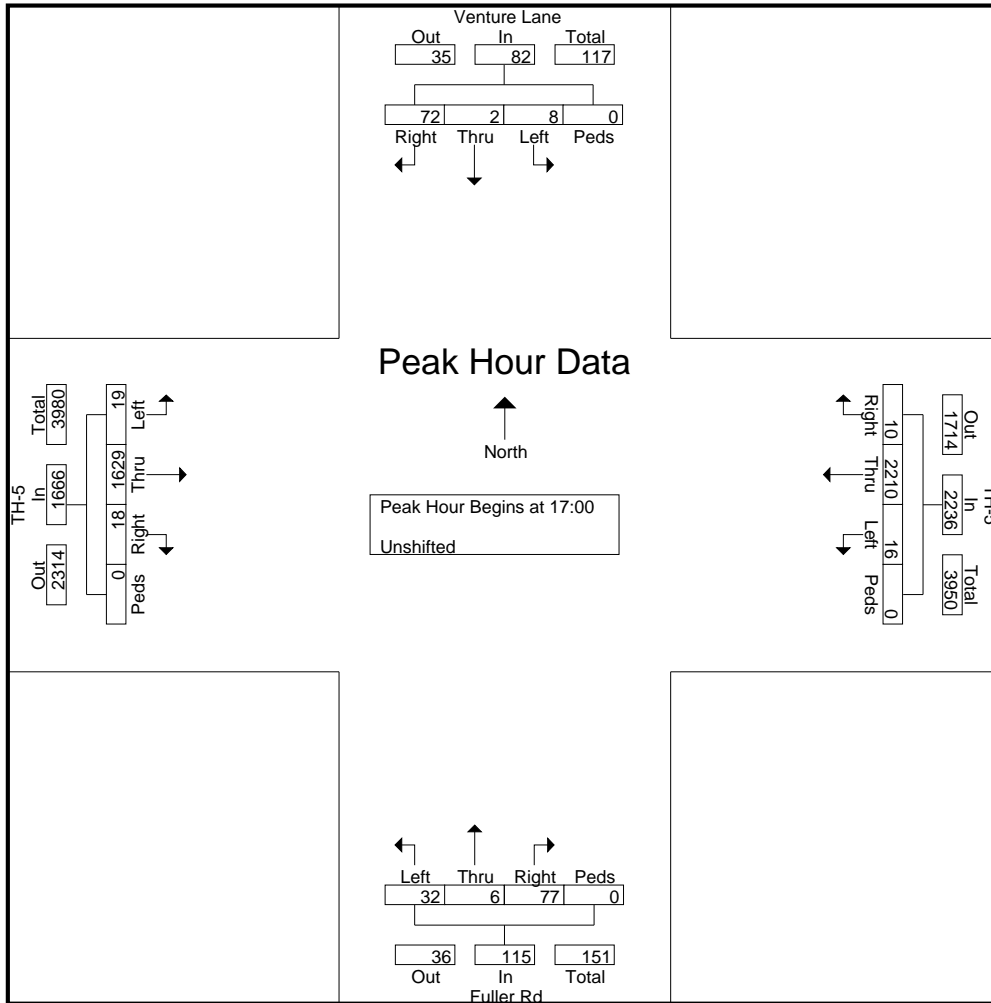 Venture Lane
Out In Total
35 82 117
72 2 8 0
Right Thru Left Peds
Peak Hour Data
North
Peak Hour Begins at 17:00
Unshifted
TH-5
Out In Total
2314 1666 3980
19 1629 18 0
Left Thru Right Peds
TH-5
Out In Total
1714 2236 3950
10 2210 16 0
Right Thru Left Peds
Left Thru Right Peds
32 6 77 0
36 115 151
Out In Total
Fuller Rd